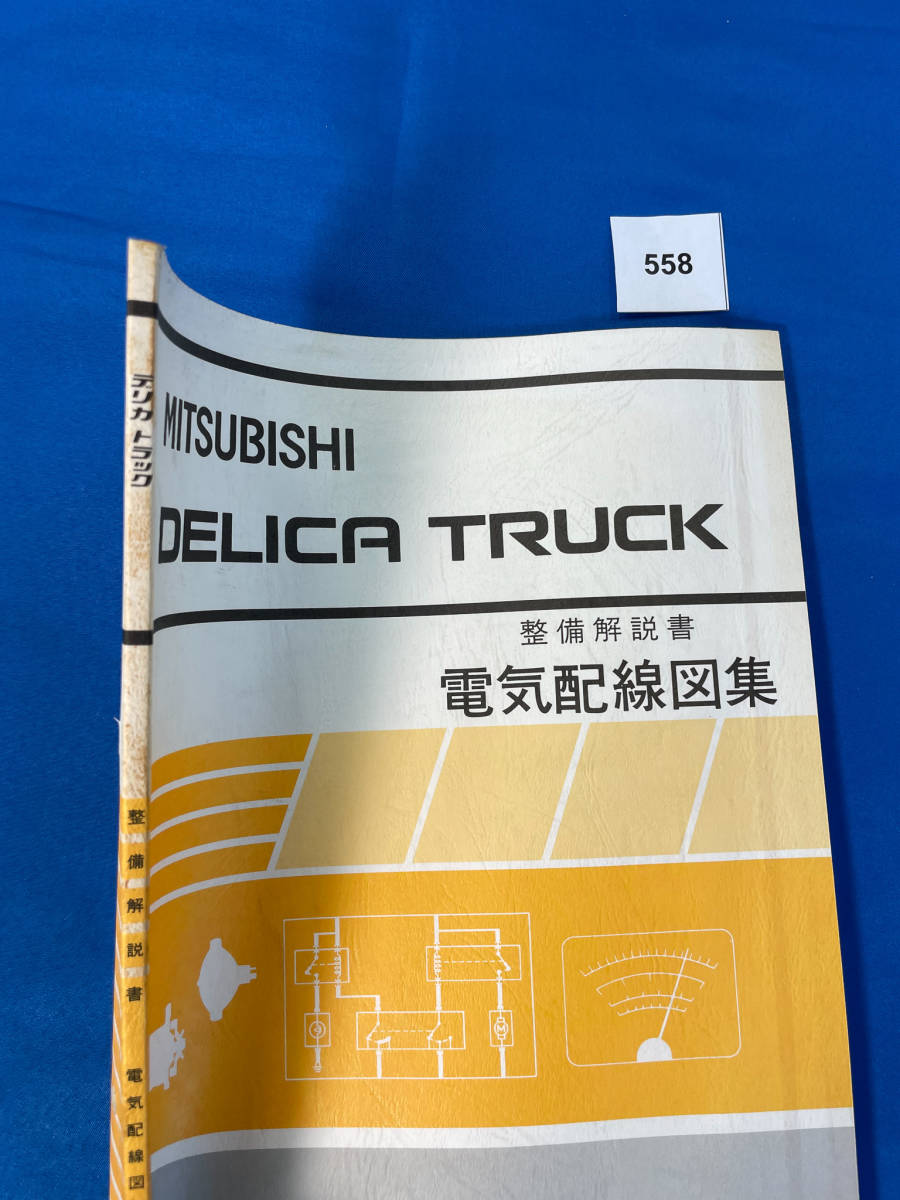 558
MITSUBISHI
DELICA TRUCK
整備解説書
電気配線図集
デリカ トラック
整備解説書 電気配線図
M